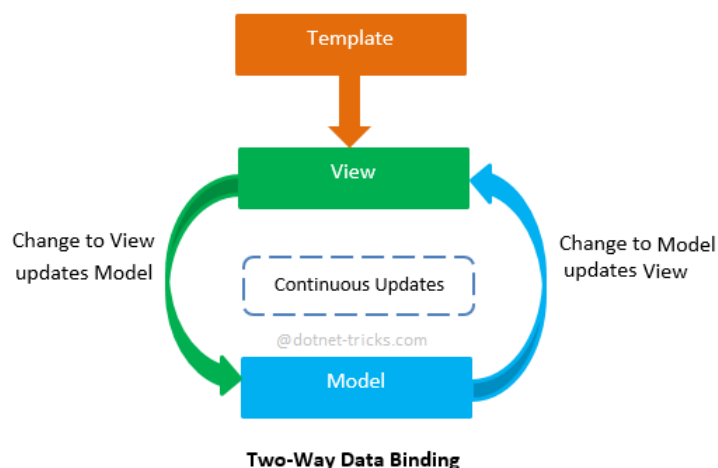 Template
View
Change to View
updates Model
Change to Model
updates View
Continuous Updates
@dotnet-tricks.com
Model
Two-Way Data Binding